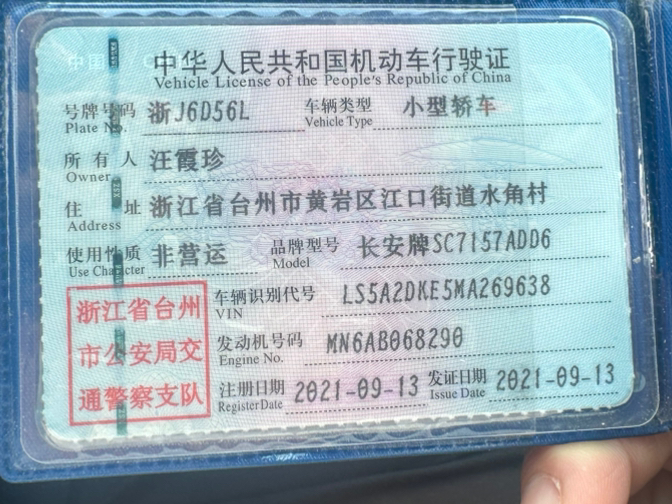 中华人民共和国机动车行驶证
Vehicle License of the People's Republic of China
号牌号码 浙J6D56L 车辆类型 小型轿车
Plate No. Vehicle Type
所有人 汪霞珍
Owner
住址 浙江省台州市黄岩区江口街道水角村
Address
使用性质 非营运 品牌型号 长安牌SC7157ADD6
Use Character Model
浙江省台州
市公安局交
通警察支队
车辆识别代号 LS5A2DKE5MA269638
VIN
发动机号码 MN6AB068290
Engine No.
注册日期 2021-09-13 发证日期 2021-09-13
Register Date Issue Date